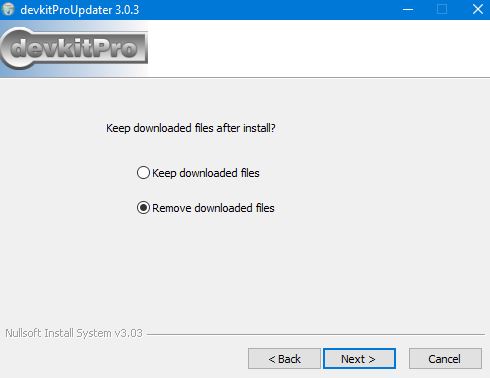 devkitProUpdater 3.0.3
devkitPro
Keep downloaded files after install?
Keep downloaded files
Remove downloaded files
Nullsoft Install System v3.03
< Back Next > Cancel